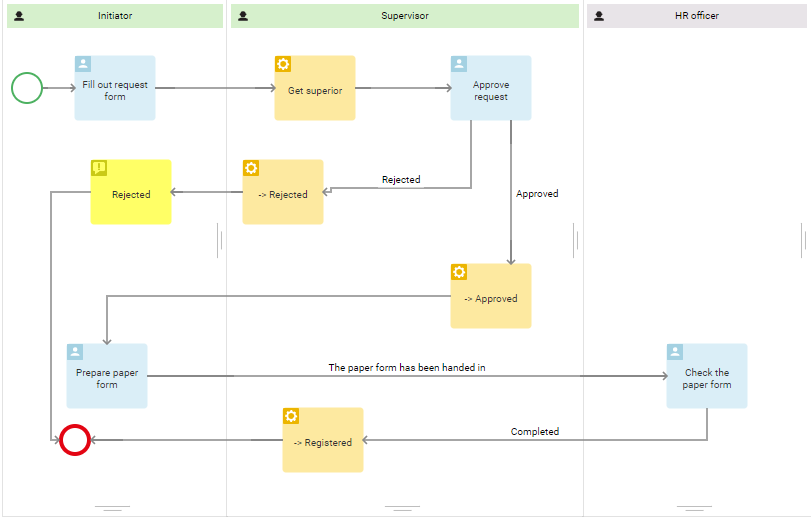 Initiator
Supervisor
HR officer
Fill out request
form
Get superior
Approve
request
Rejected
-> Rejected
Rejected
Approved
-> Approved
Prepare paper
form
The paper form has been handed in
Check the
paper form
-> Registered
Completed